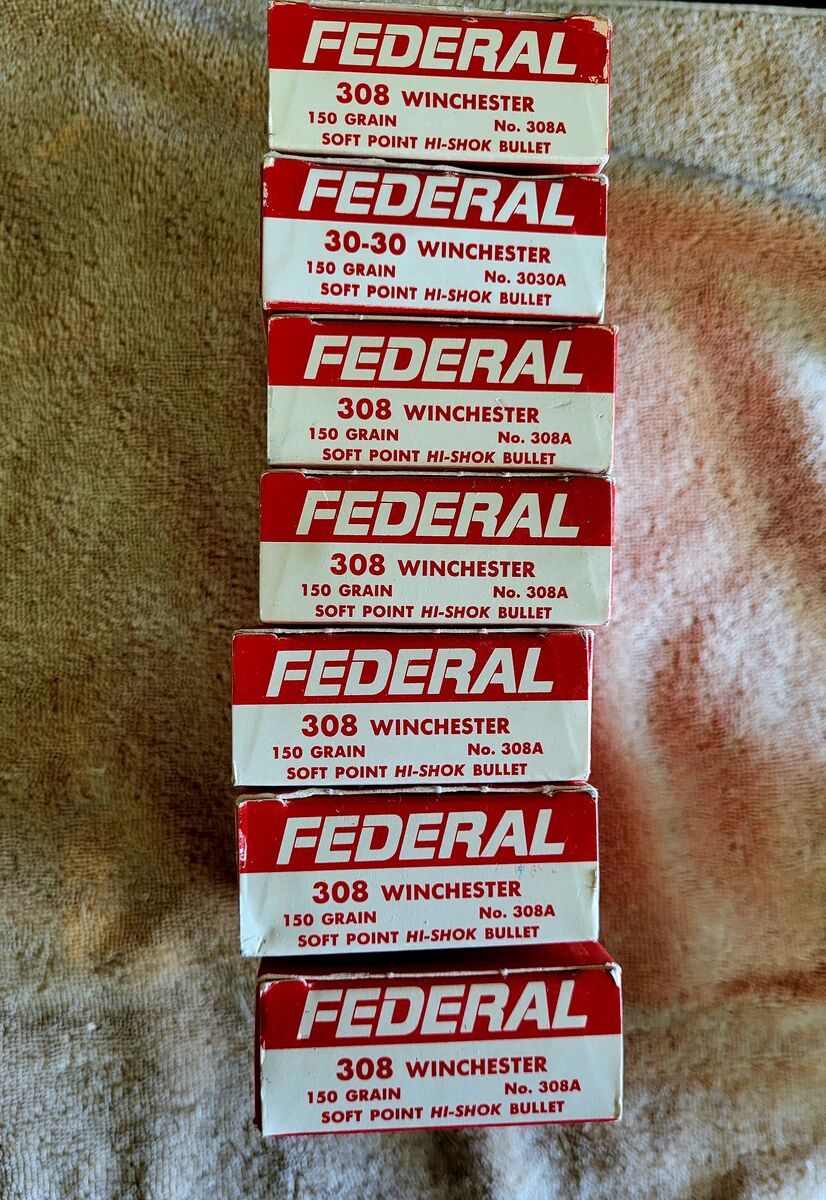 FEDERAL
308 WINCHESTER
150 GRAIN No. 308A
SOFT POINT HI-SHOK BULLET
FEDERAL
30-30 WINCHESTER
150 GRAIN No. 3030A
SOFT POINT HI-SHOK BULLET
FEDERAL
308 WINCHESTER
150 GRAIN No. 308A
SOFT POINT HI-SHOK BULLET
FEDERAL
308 WINCHESTER
150 GRAIN No. 308A
SOFT POINT HI-SHOK BULLET
FEDERAL
308 WINCHESTER
150 GRAIN No. 308A
SOFT POINT HI-SHOK BULLET
FEDERAL
308 WINCHESTER
150 GRAIN No. 308A
SOFT POINT HI-SHOK BULLET
FEDERAL
308 WINCHESTER
150 GRAIN No. 308A
SOFT POINT HI-SHOK BULLET